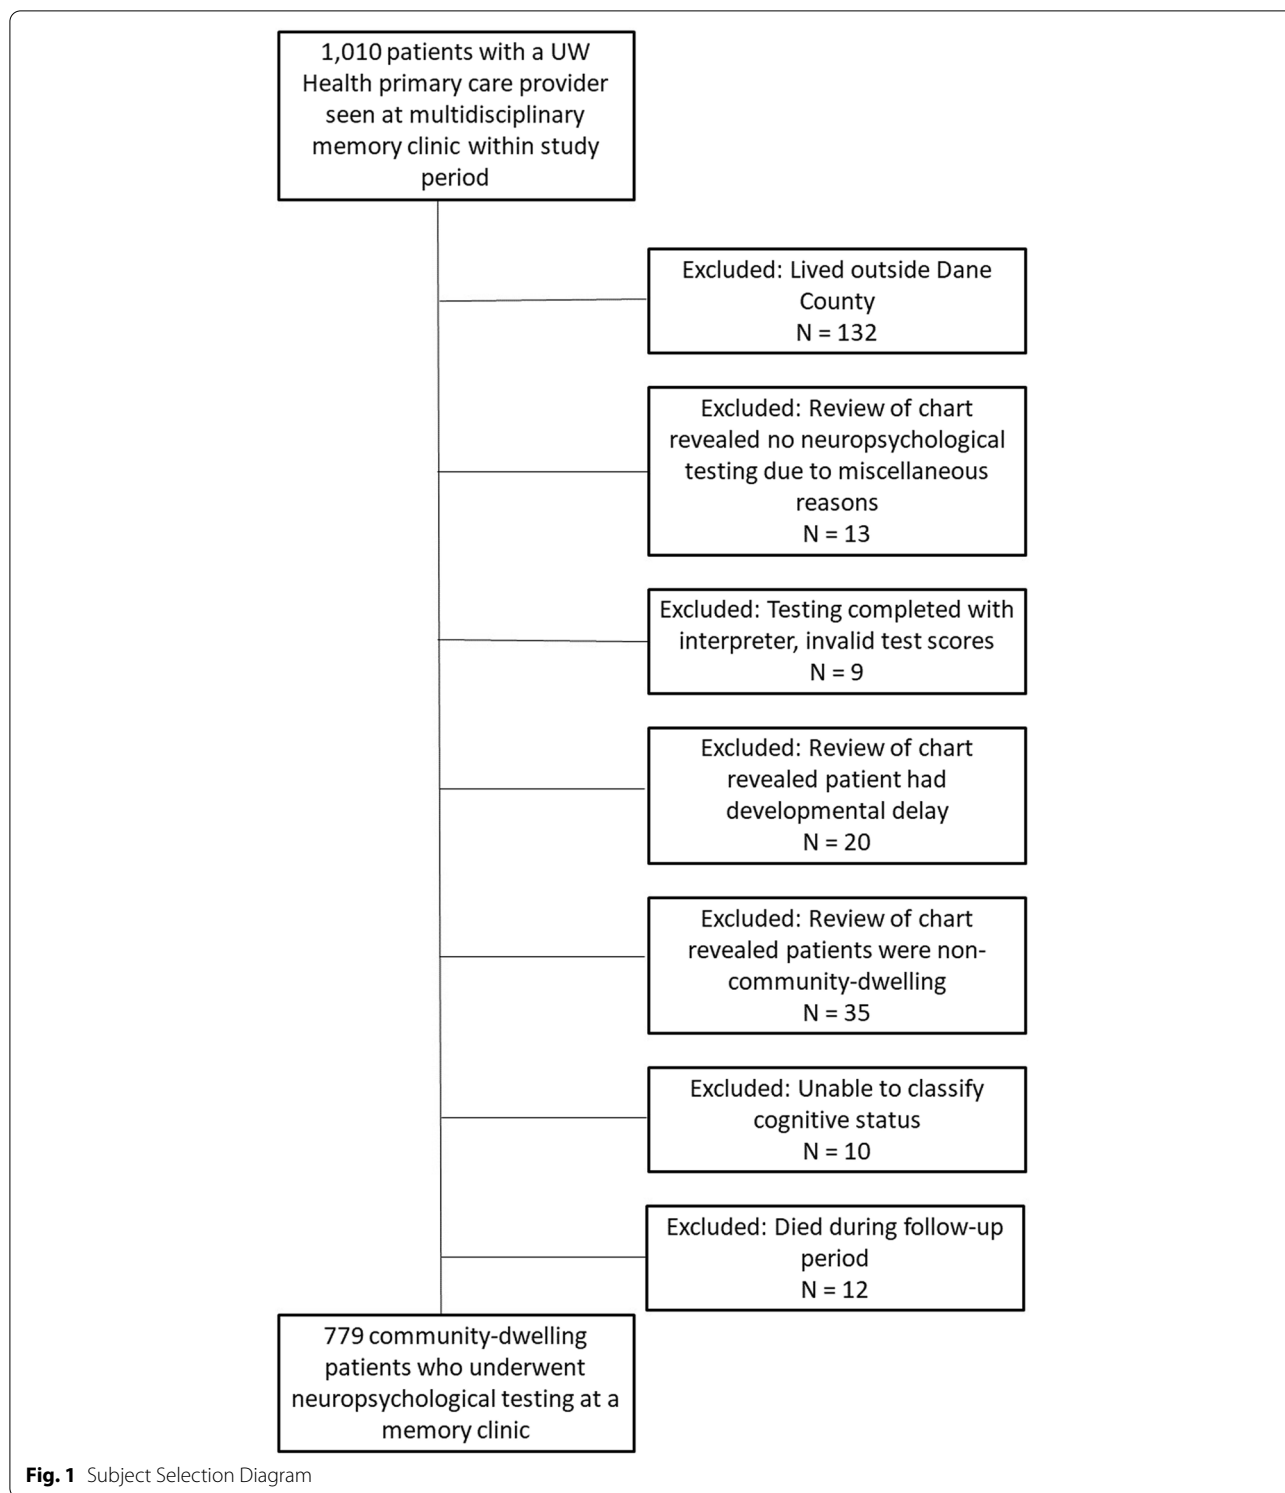 1,010 patients with a UW
Health primary care provider
seen at multidisciplinary
memory clinic within study
period
Excluded: Lived outside Dane
County
N = 132
Excluded: Review of chart
revealed no neuropsychological
testing due to miscellaneous
reasons
N = 13
Excluded: Testing completed with
interpreter, invalid test scores
N = 9
Excluded: Review of chart
revealed patient had
developmental delay
N = 20
Excluded: Review of chart
revealed patients were non-
community-dwelling
N = 35
Excluded: Unable to classify
cognitive status
N = 10
Excluded: Died during follow-up
period
N = 12
779 community-dwelling
patients who underwent
neuropsychological testing at a
memory clinic
Fig. 1 Subject Selection Diagram